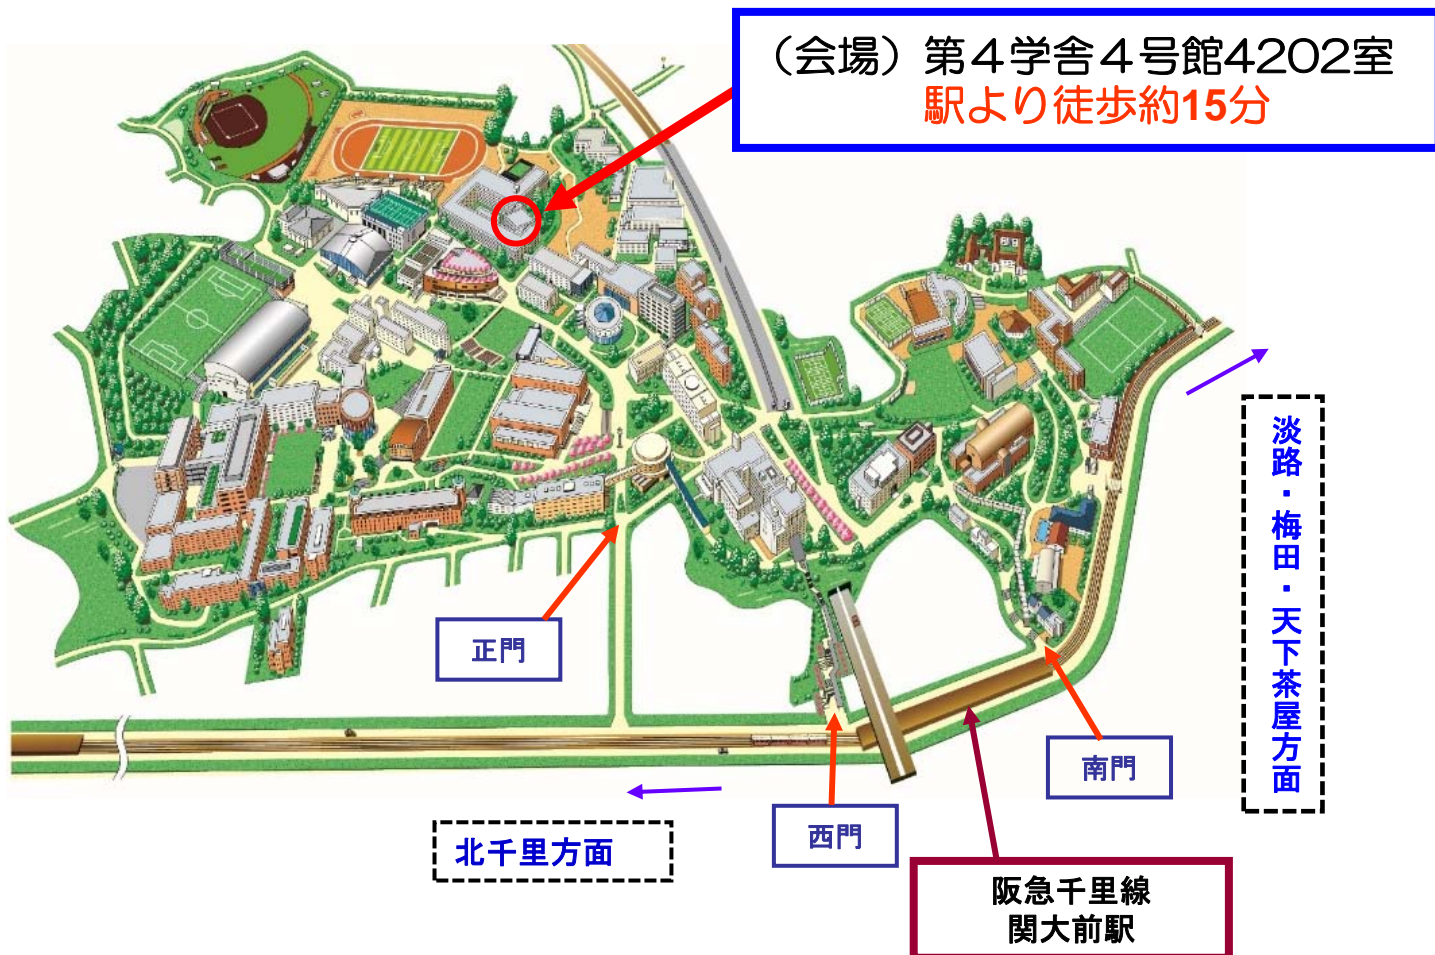 （会場）第４学舎４号館4202室
駅より徒歩約15分
淡路・梅田・天下茶屋方面
正門
南門
西門
北千里方面
阪急千里線
関大前駅